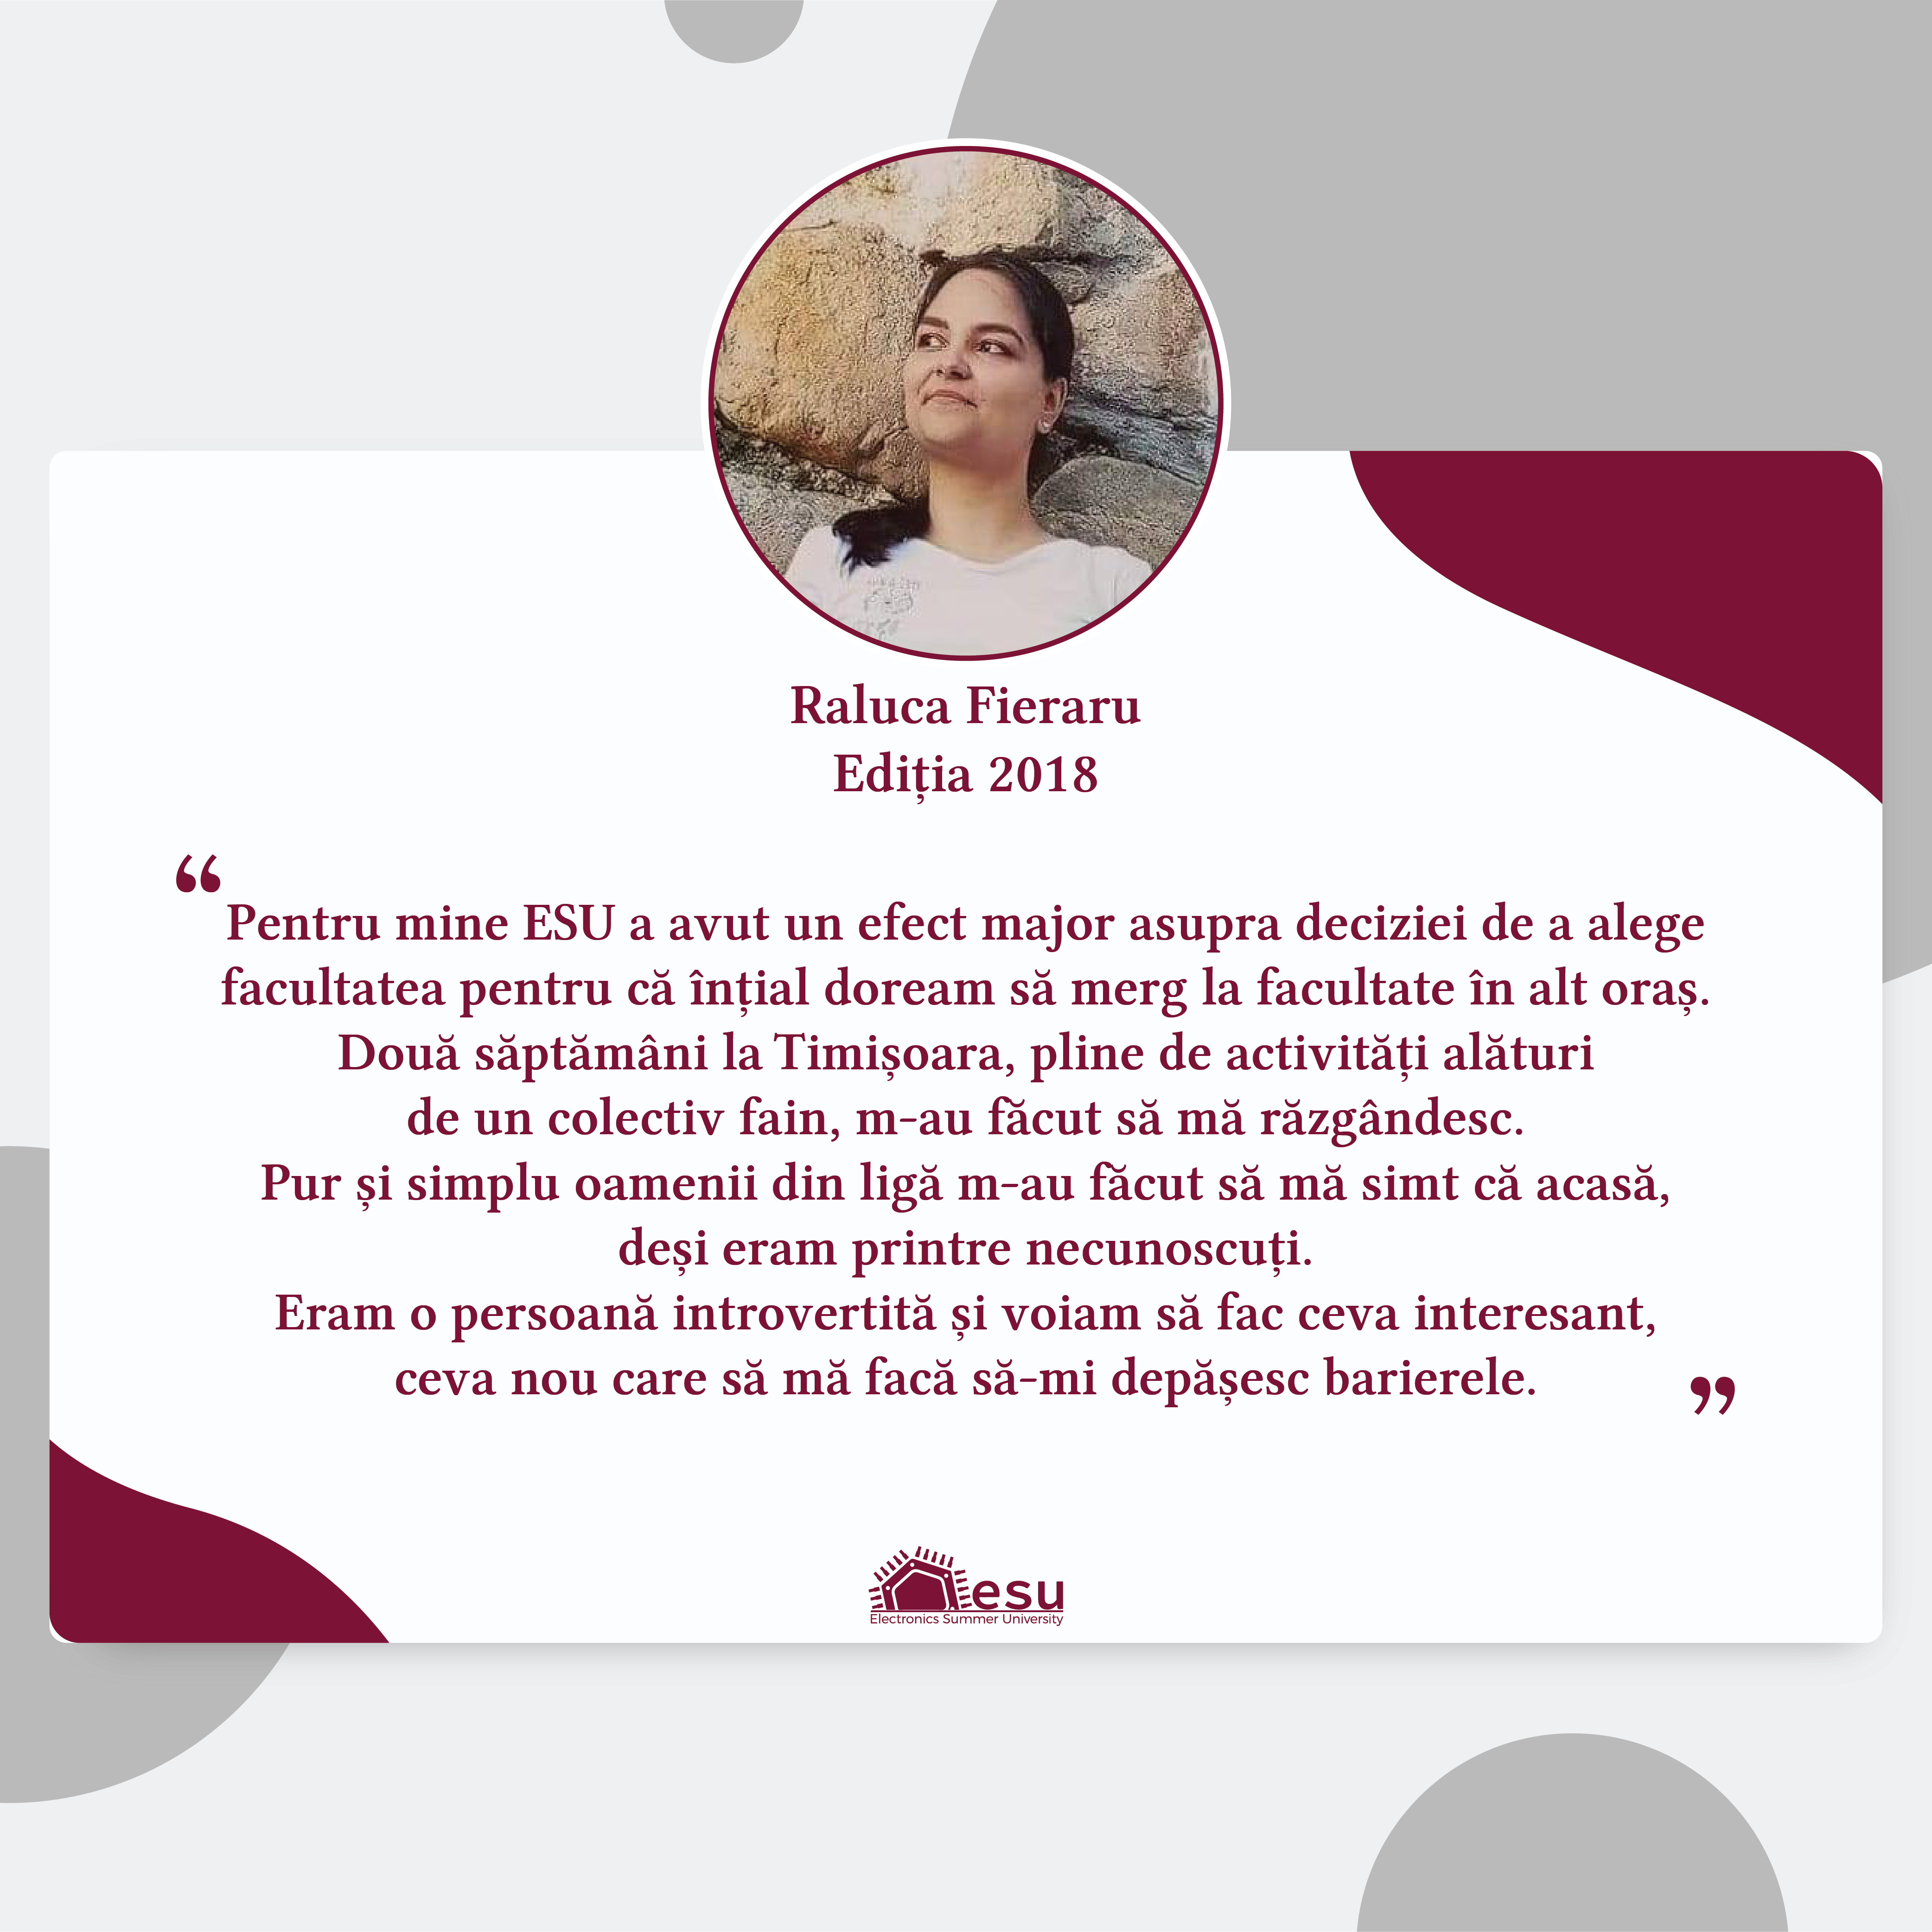 Raluca Fieraru
Ediția 2018
“
Pentru mine ESU a avut un efect major asupra deciziei de a alege
facultatea pentru că înțial doream să merg la facultate în alt oraș.
Două săptămâni la Timișoara, pline de activități alături
de un colectiv fain, m-au făcut să mă răzgândesc.
Pur și simplu oamenii din ligă m-au făcut să mă simt că acasă,
deși eram printre necunoscuți.
Eram o persoană introvertită și voiam să fac ceva interesant,
ceva nou care să mă facă să-mi depășesc barierele.
”
esu
Electronics Summer University